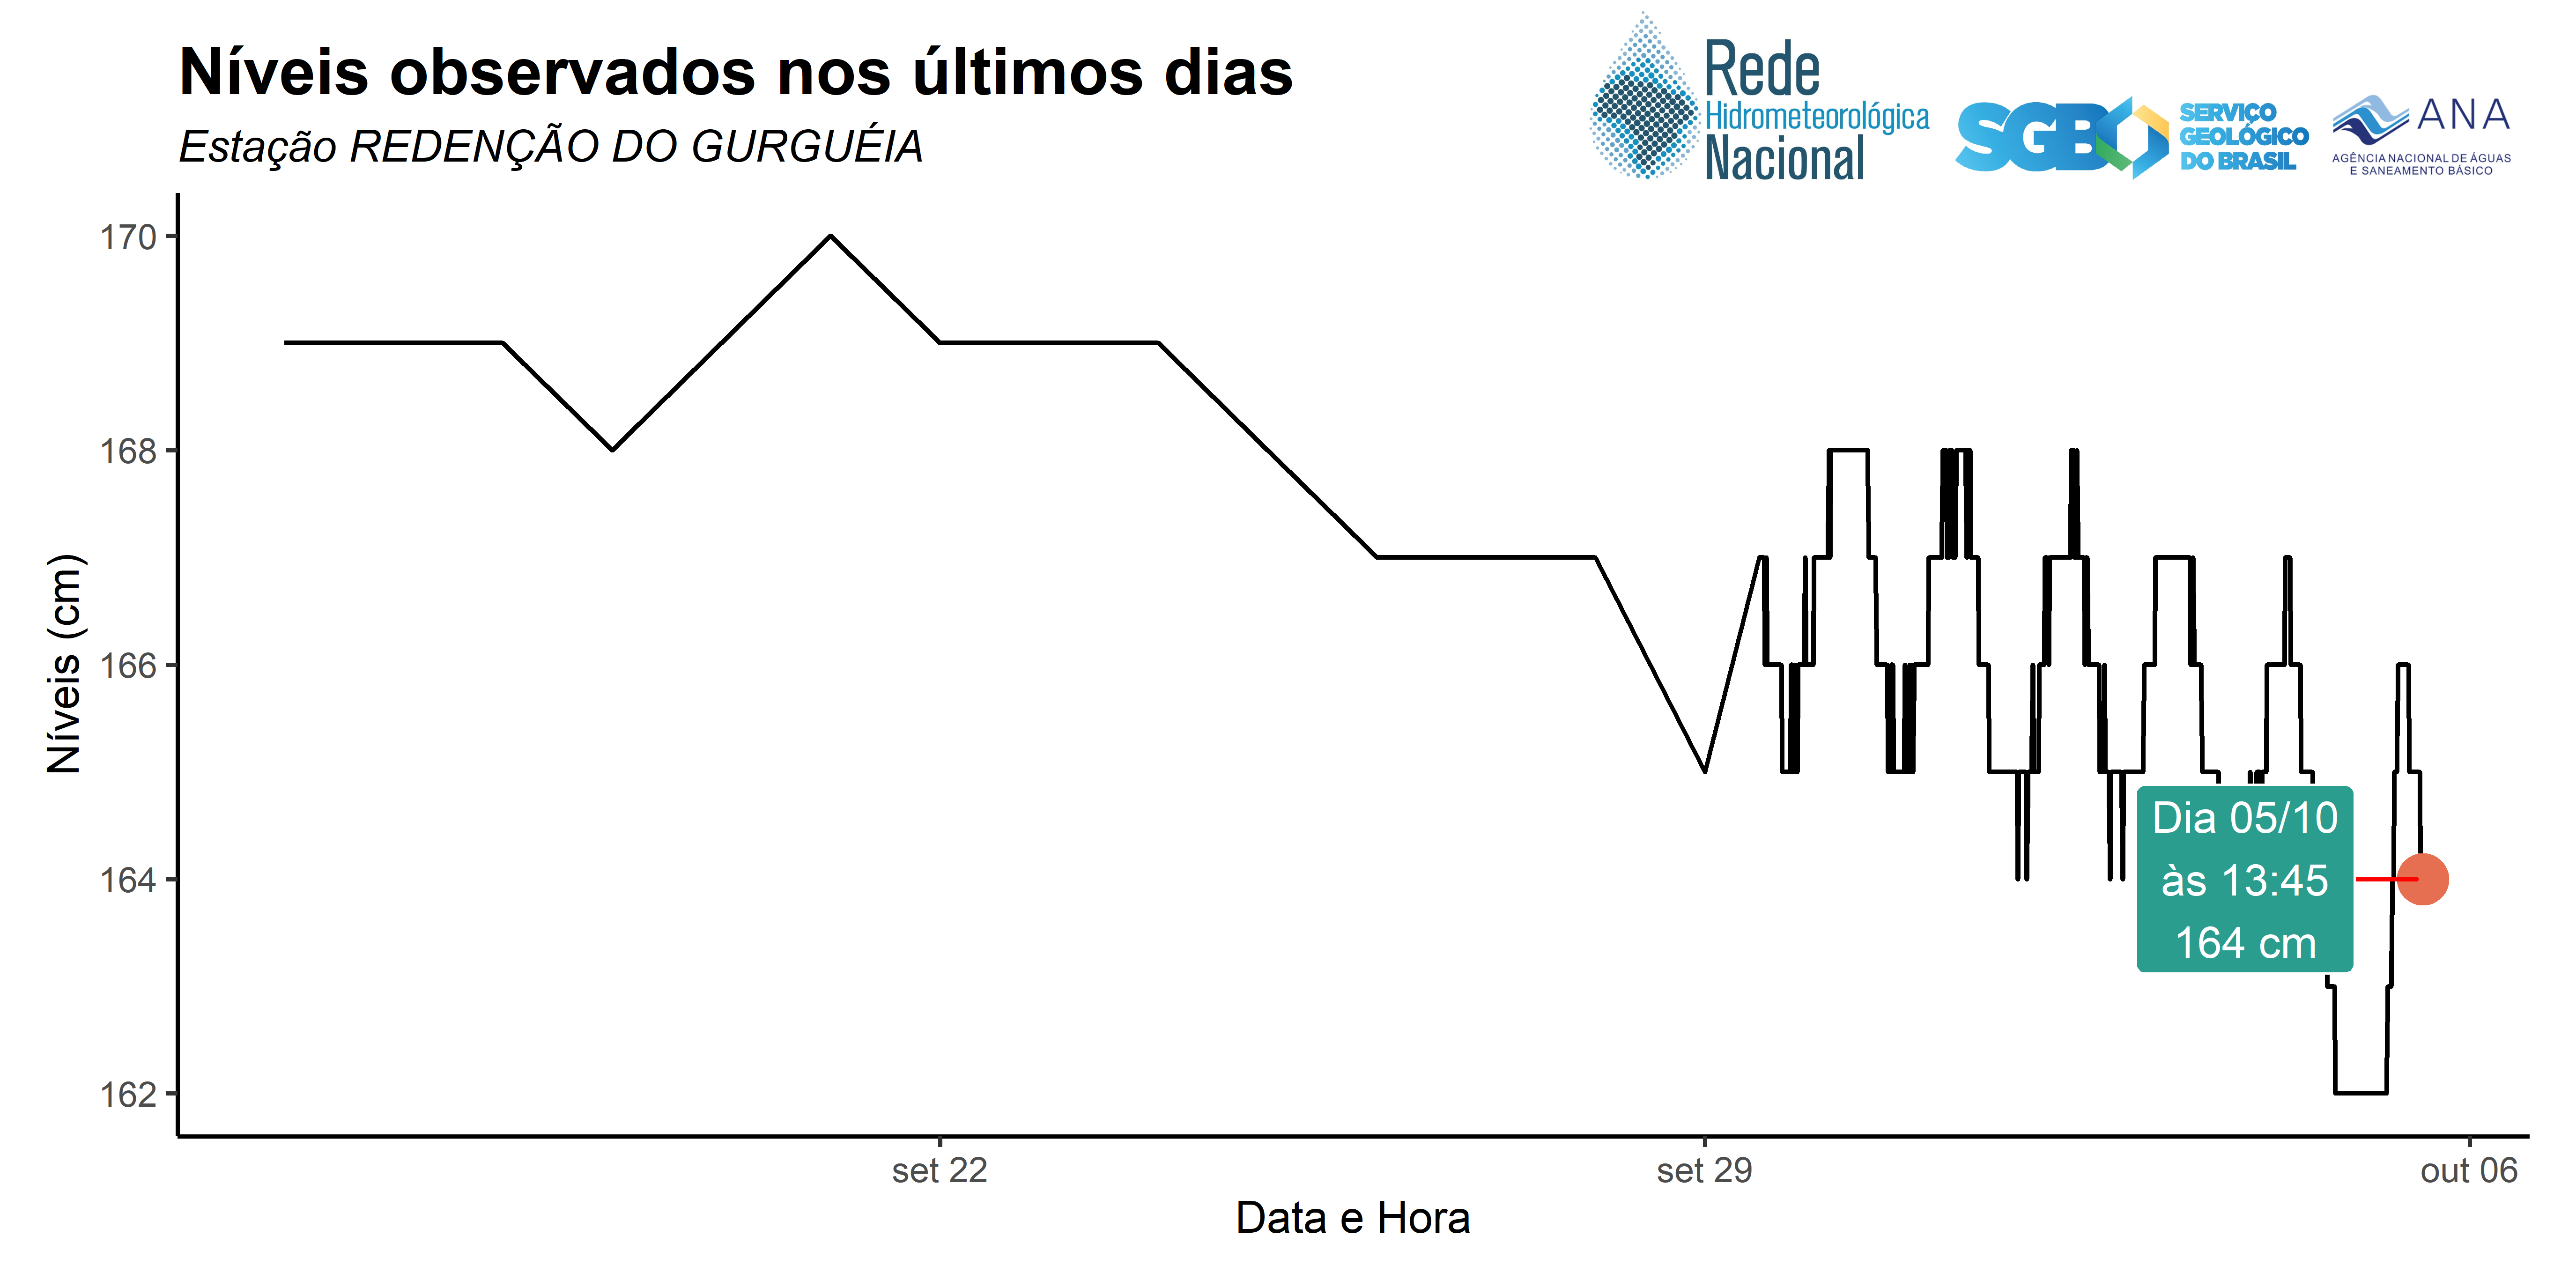 Níveis observados nos últimos dias
Estação REDENÇÃO DO GURGUÉIA
Rede
Hidrometeorológica
Nacional
SGB
SERVIÇO
GEOLÓGICO
DO BRASIL
ANA
AGÊNCIA NACIONAL DE ÁGUAS
E SANEAMENTO BÁSICO
Níveis (cm)
170
168
166
164
162
Dia 05/10
às 13:45
164 cm
set 22
set 29
out 06
Data e Hora